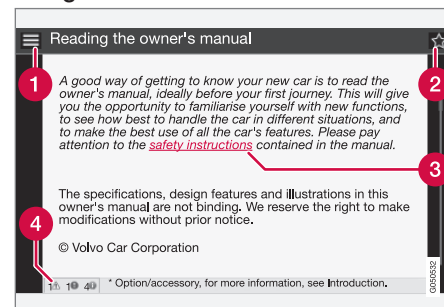 Reading the owner's manual
1
2
A good way of getting to know your new car is to read the
owner's manual, ideally before your first journey. This will give
you the opportunity to familiarise yourself with new functions,
to see how best to handle the car in different situations, and
to make the best use of all the car's features. Please pay
attention to the safety instructions contained in the manual.
3
The specifications, design features and illustrations in this
owner's manual are not binding. We reserve the right to make
modifications without prior notice.
4
© Volvo Car Corporation
1 1 4 * Option/accessory, for more information, see Introduction.
G050532